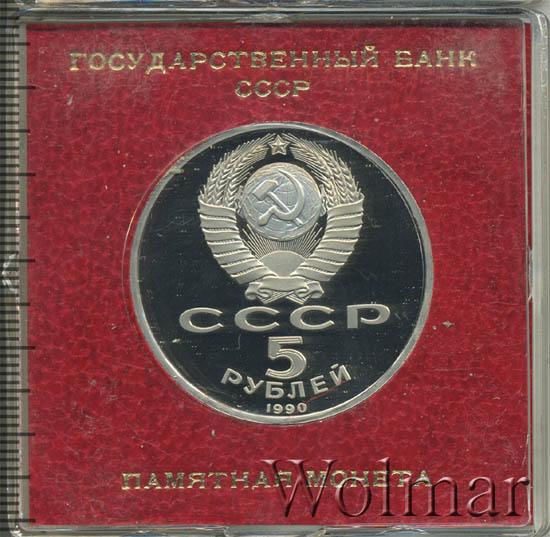 ГОСУДАРСТВЕННЫЙ БАНК
СССР
СССР
5
РУБЛЕЙ
1990
ПАМЯТНАЯ МОНЕТА
Wolmar